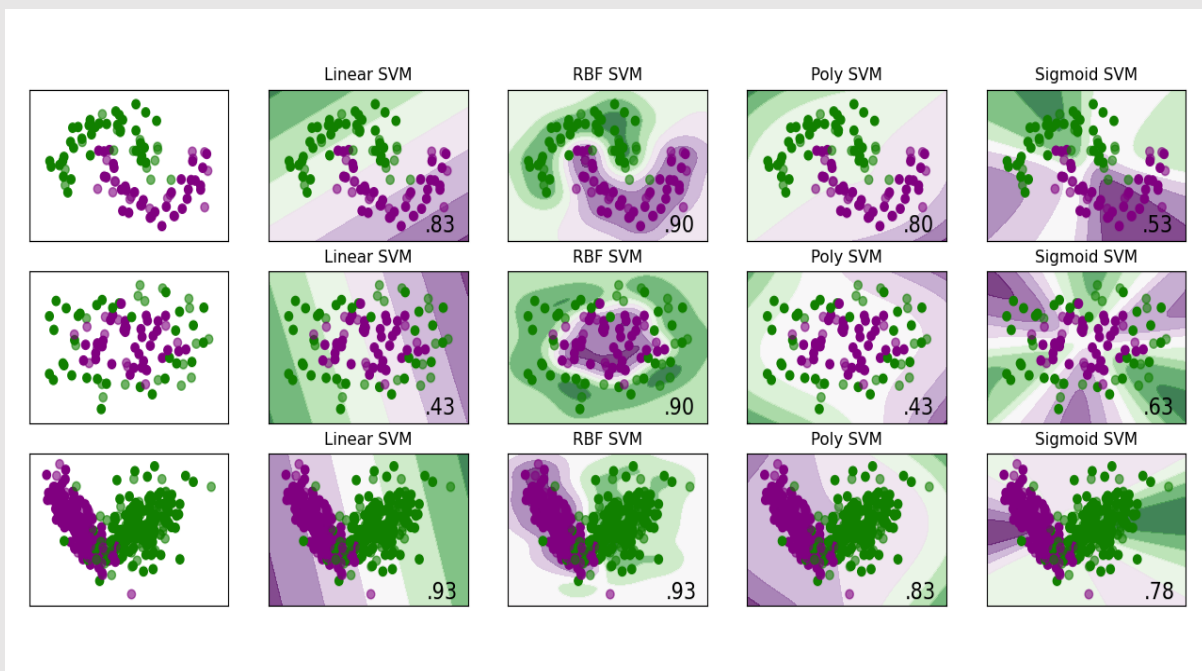 Linear SVM RBF SVM Poly SVM Sigmoid SVM
.83 .90 .80 .53
Linear SVM RBF SVM Poly SVM Sigmoid SVM
.43 .90 .43 .63
Linear SVM RBF SVM Poly SVM Sigmoid SVM
.93 .93 .83 .78